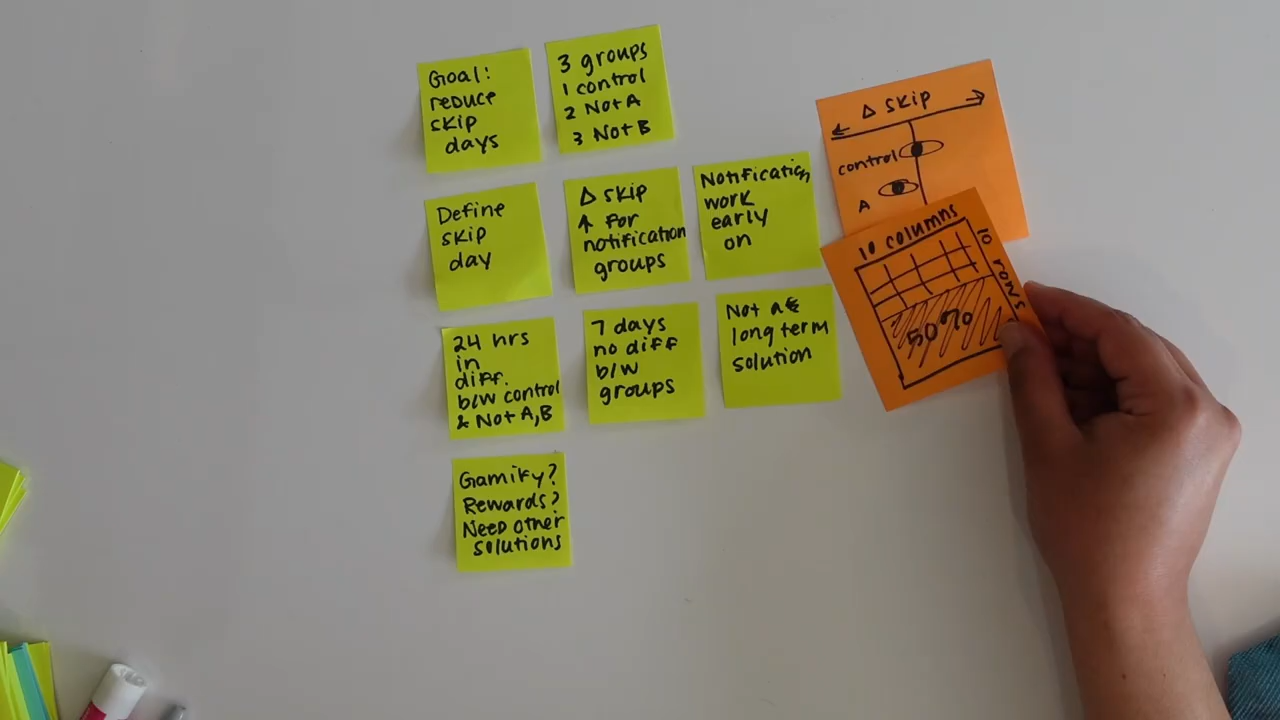 Goal:
reduce
skip
days
3 groups
1 control
2 Not A
3 Not B
Define
skip
day
Δ skip
↑ for
notification
groups
Notification
work
early
on
24 hrs
in
diff.
b/w control
& Not A, B
7 days
no diff
b/w
groups
Not a
long term
solution
Gamify?
Rewards?
Need other
solutions
Δ skip
control
A
10 columns
10 rows
50%